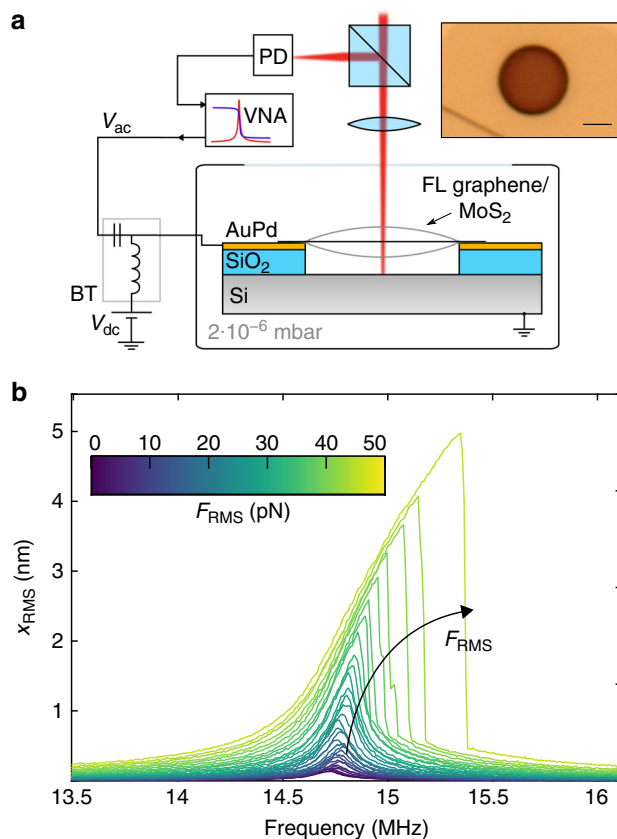 a
PD
VNA
V_ac
FL graphene/
MoS₂
AuPd
SiO₂
BT
Si
V_dc
2·10⁻⁶ mbar
b
0 10 20 30 40 50
F_RMS (pN)
F_RMS
x_RMS (nm)
5
4
3
2
1
13.5 14 14.5 15 15.5 16
Frequency (MHz)